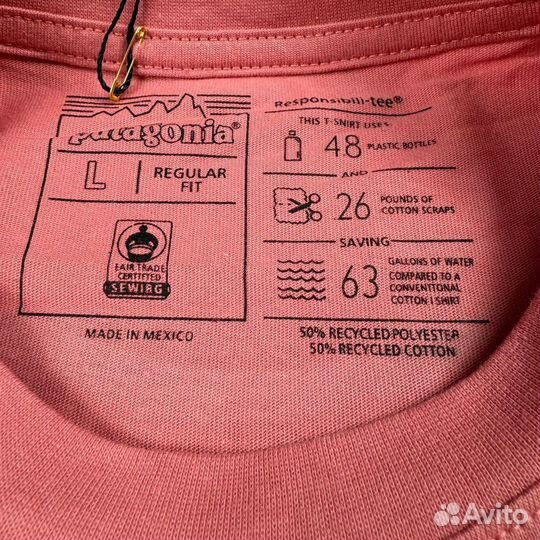 patagonia®
L
REGULAR
FIT
FAIR TRADE
CERTIFIED
SEWIRG
MADE IN MEXICO
Responsibili-tee®
THIS T-SHIRT USES
48 PLASTIC BOTTLES
AND
26 POUNDS OF
COTTON SCRAPS
SAVING
63 GALLONS OF WATER
COMPARED TO A
CONVENTTONAL
COTTON I SHIRT
50% RECYCLED POLYESTER
50% RECYCLED COTTON
Avito